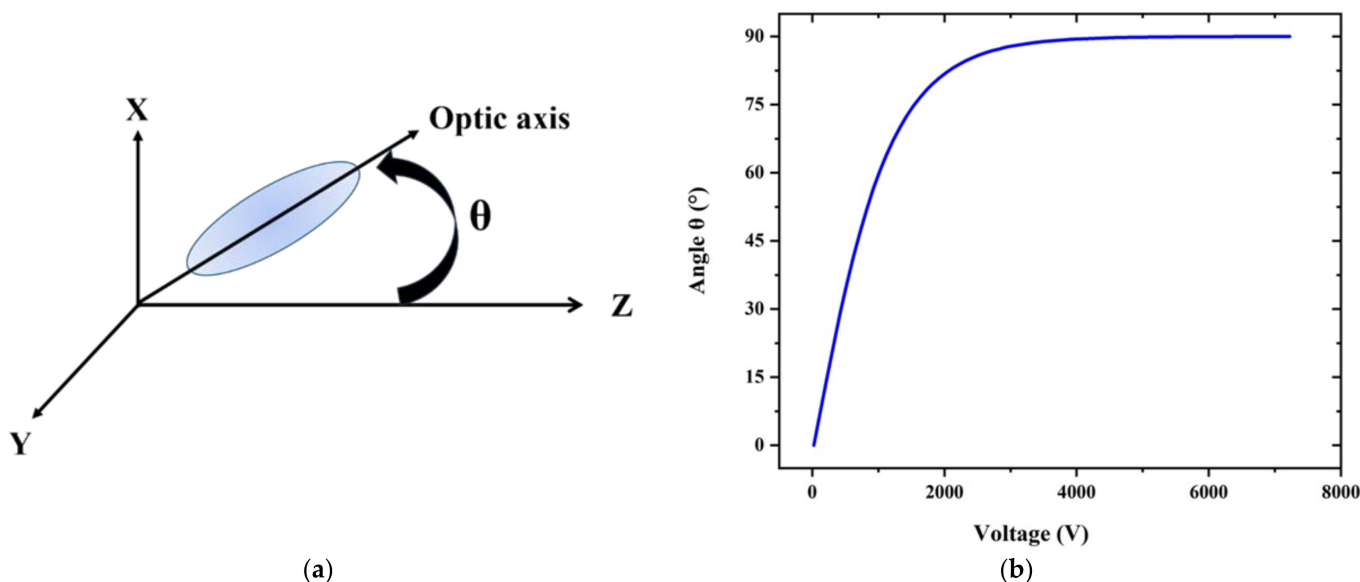 X
Optic axis
θ
Z
Y
(a)
90
75
60
45
30
15
0
Angle θ (°)
0 2000 4000 6000 8000
Voltage (V)
(b)